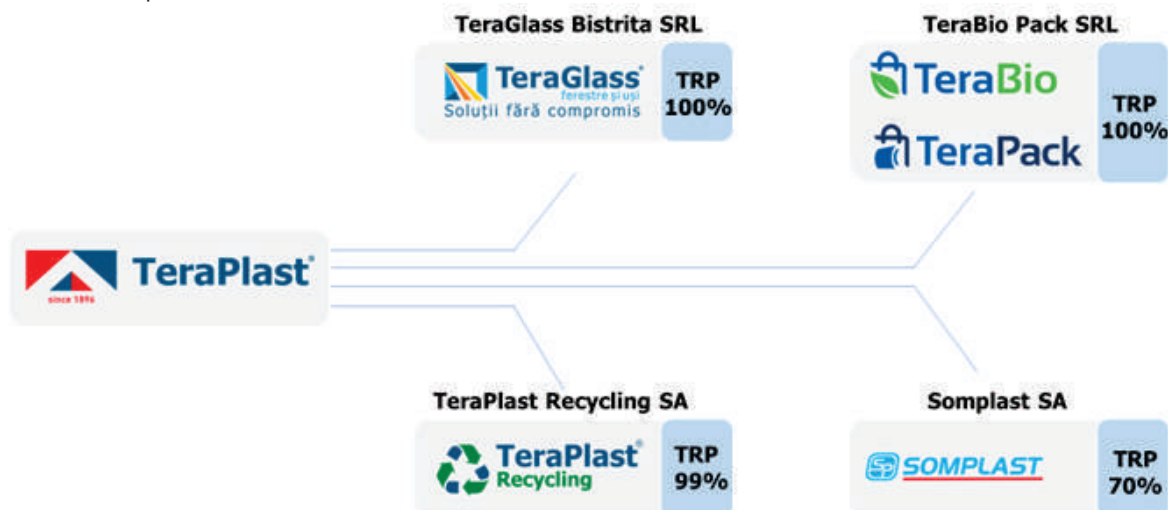 TeraGlass Bistrita SRL
TeraGlass®
ferestre și uși
Soluții fără compromis
TRP
100%
TeraBio Pack SRL
TeraBio
TeraPack
TRP
100%
TeraPlast®
since 1896
TeraPlast Recycling SA
TeraPlast®
Recycling
TRP
99%
Somplast SA
Sp SOMPLAST
TRP
70%